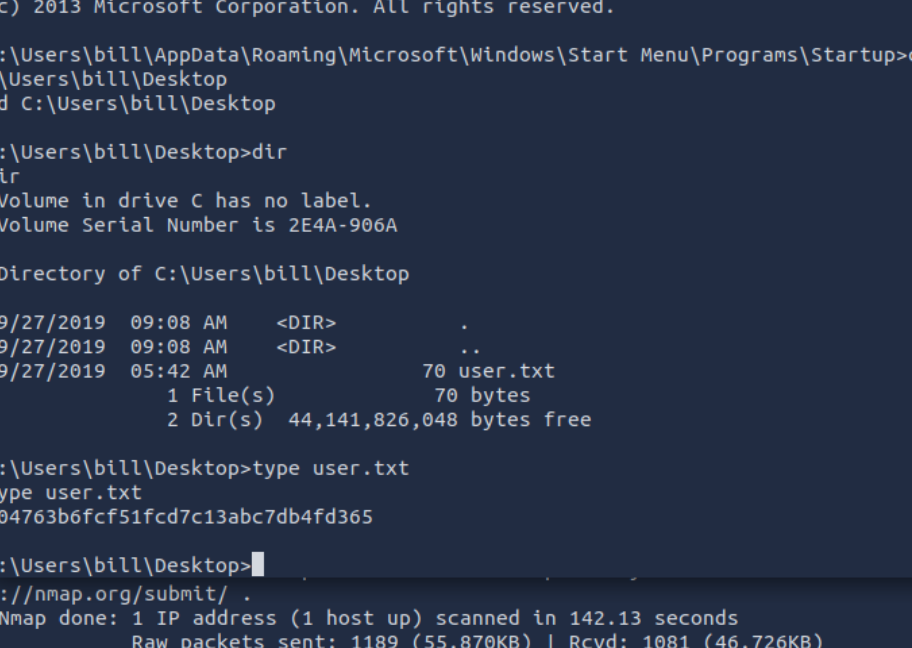 c) 2013 Microsoft Corporation. All rights reserved.
:\Users\bill\AppData\Roaming\Microsoft\Windows\Start Menu\Programs\Startup>c
\Users\bill\Desktop
d C:\Users\bill\Desktop
:\Users\bill\Desktop>dir
ir
Volume in drive C has no label.
Volume Serial Number is 2E4A-906A
Directory of C:\Users\bill\Desktop
9/27/2019  09:08 AM    <DIR>          .
9/27/2019  09:08 AM    <DIR>          ..
9/27/2019  05:42 AM                70 user.txt
1 File(s)             70 bytes
2 Dir(s)  44,141,826,048 bytes free
:\Users\bill\Desktop>type user.txt
ype user.txt
04763b6fcf51fcd7c13abc7db4fd365
:\Users\bill\Desktop>
://nmap.org/submit/ .
Nmap done: 1 IP address (1 host up) scanned in 142.13 seconds
Raw packets sent: 1189 (55.870KB) | Rcvd: 1081 (46.726KB)